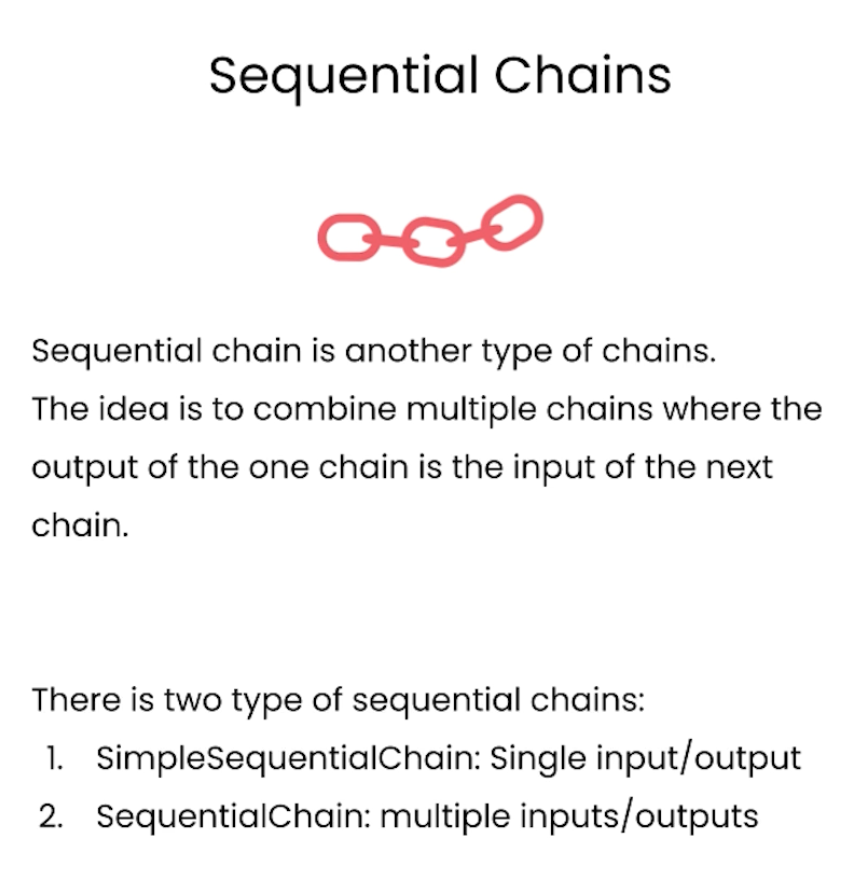 Sequential Chains
Sequential chain is another type of chains.
The idea is to combine multiple chains where the
output of the one chain is the input of the next
chain.
There is two type of sequential chains:
1. SimpleSequentialChain: Single input/output
2. SequentialChain: multiple inputs/outputs